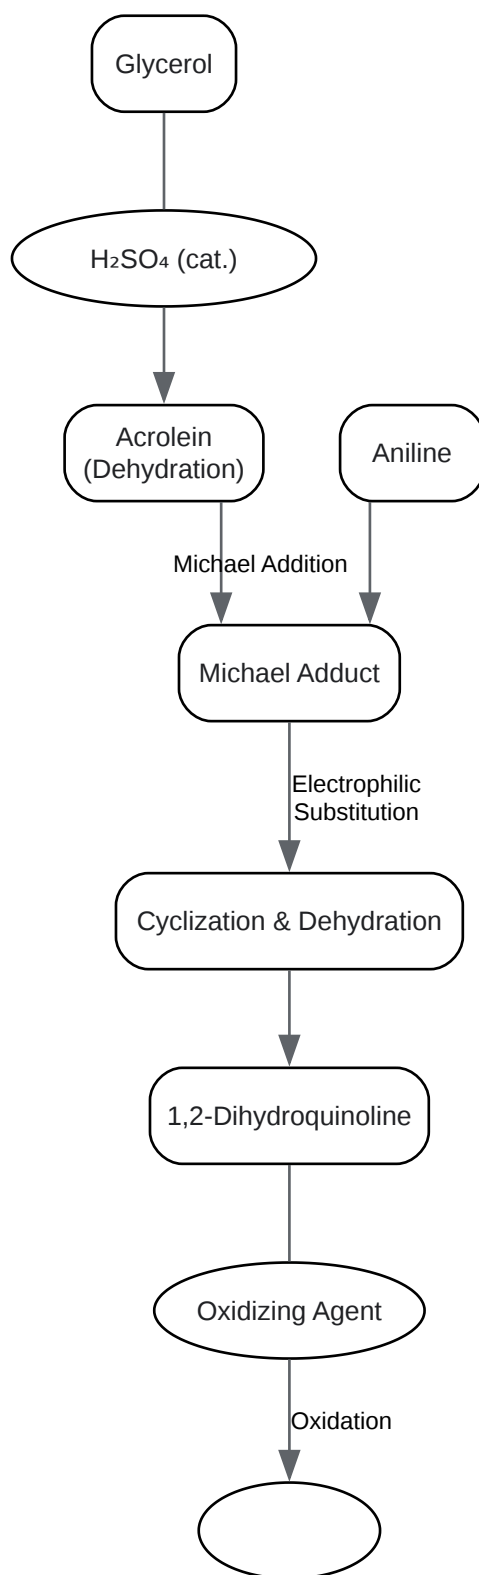 Glycerol
H₂SO₄ (cat.)
Acrolein
(Dehydration)
Aniline
Michael Addition
Michael Adduct
Electrophilic
Substitution
Cyclization & Dehydration
1,2-Dihydroquinoline
Oxidizing Agent
Oxidation